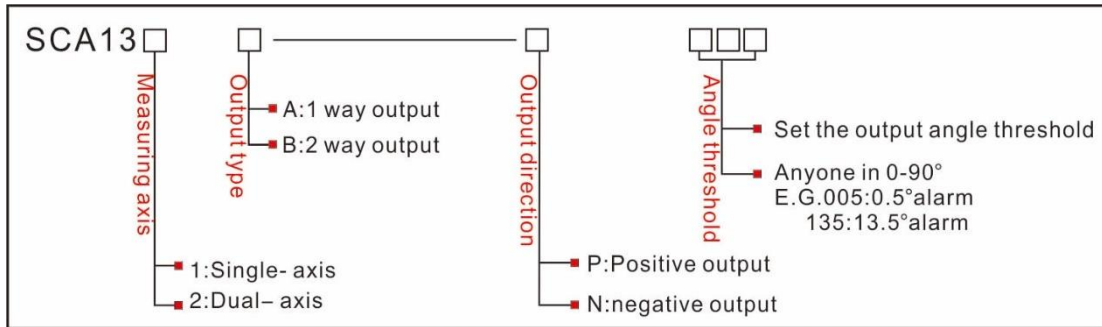 SCA13□ □ □ □□□
Measuring axis
Output type
Output direction
Angle threshold
A:1 way output
B:2 way output
1:Single- axis
2:Dual– axis
P:Positive output
N:negative output
Set the output angle threshold
Anyone in 0-90°
E.G.005:0.5°alarm
135:13.5°alarm